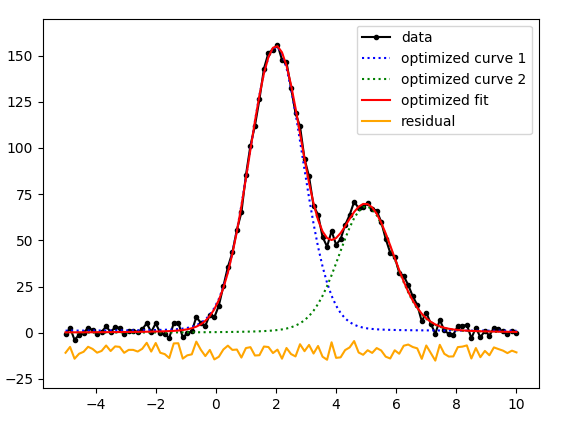 data
optimized curve 1
optimized curve 2
optimized fit
residual
150
125
100
75
50
25
0
−25
−4 −2 0 2 4 6 8 10